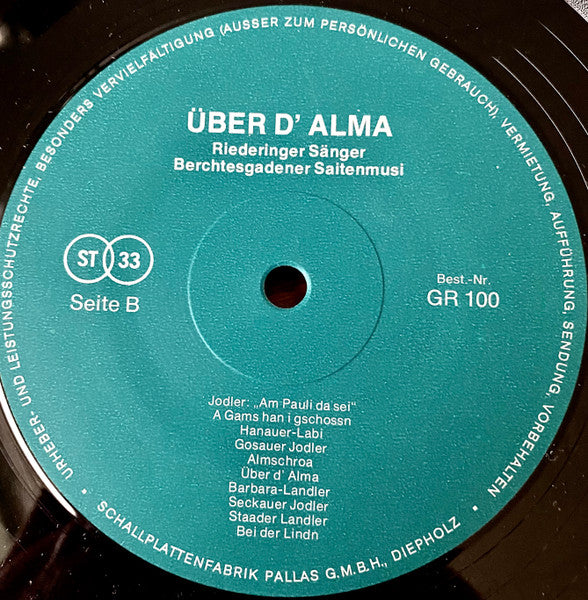 URHEBER- UND LEISTUNGSSCHUTZRECHTE, BESONDERS VERVIELFÄLTIGUNG (AUSSER ZUM PERSÖNLICHEN GEBRAUCH), VERMIETUNG, AUFFÜHRUNG, SENDUNG, VORBEHALTEN
ÜBER D' ALMA
Riederinger Sänger
Berchtesgadener Saitenmusi
ST 33
Seite B
Best.-Nr.
GR 100
Jodler: „Am Pauli da sei“
A Gams han i gschossn
Hanauer-Labi
Gosauer Jodler
Almschroa
Über d' Alma
Barbara-Landler
Seckauer Jodler
Staader Landler
Bei der Lindn
• SCHALLPLATTENFABRIK PALLAS G.M.B.H., DIEPHOLZ •